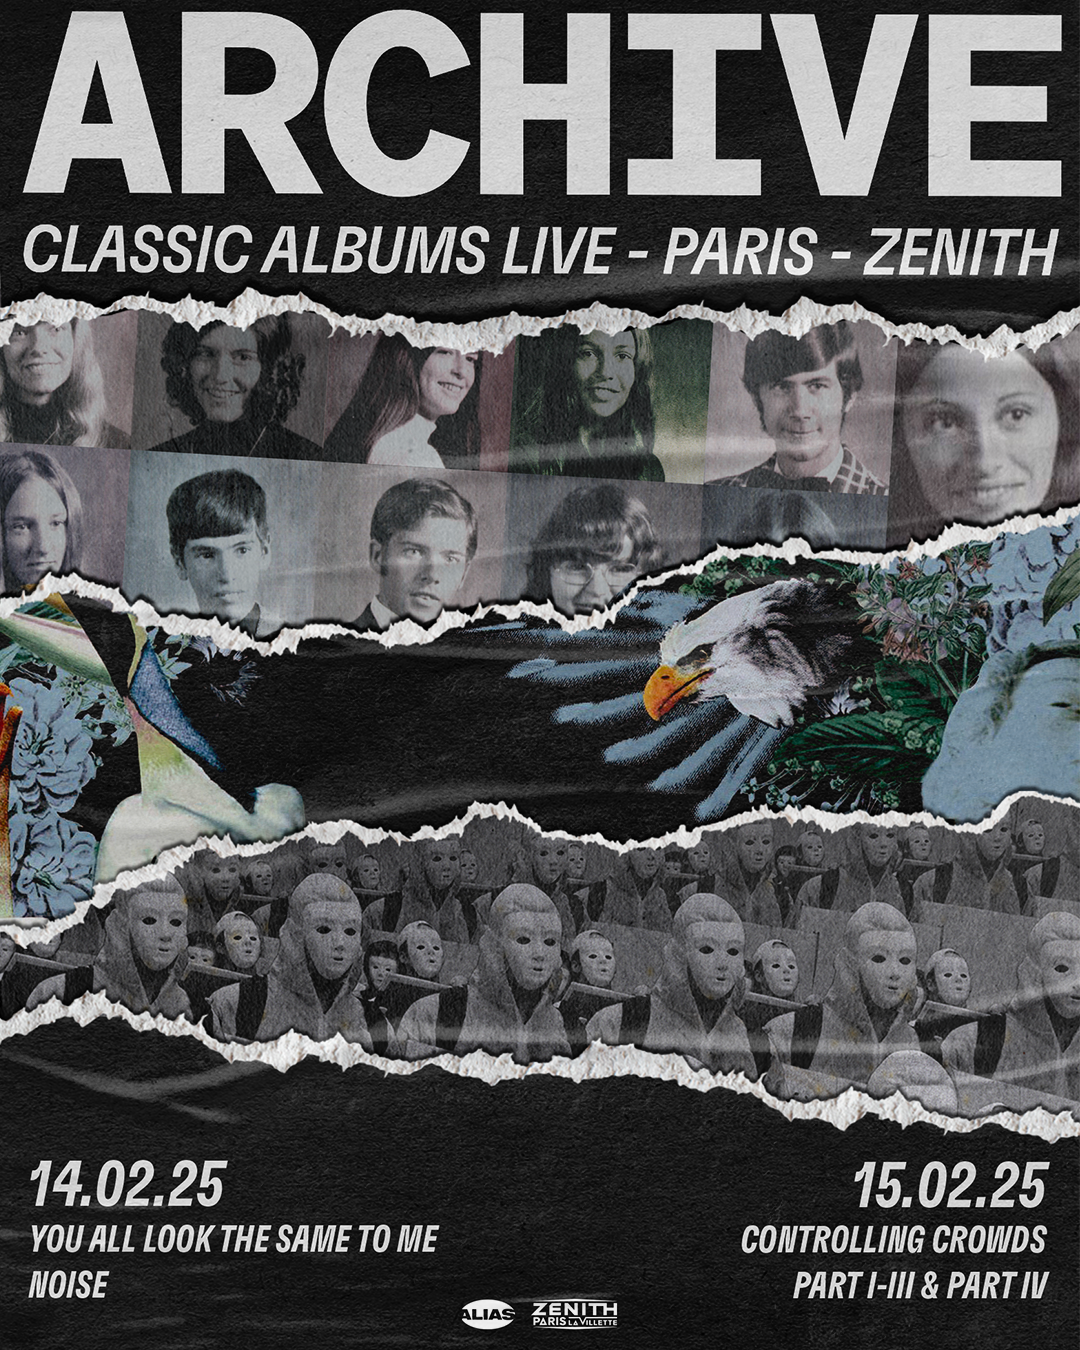 ARCHIVE
CLASSIC ALBUMS LIVE - PARIS - ZENITH
14.02.25
YOU ALL LOOK THE SAME TO ME
NOISE
15.02.25
CONTROLLING CROWDS
PART I-III & PART IV
ALIAS
ZENITH
PARIS LA VILLETTE